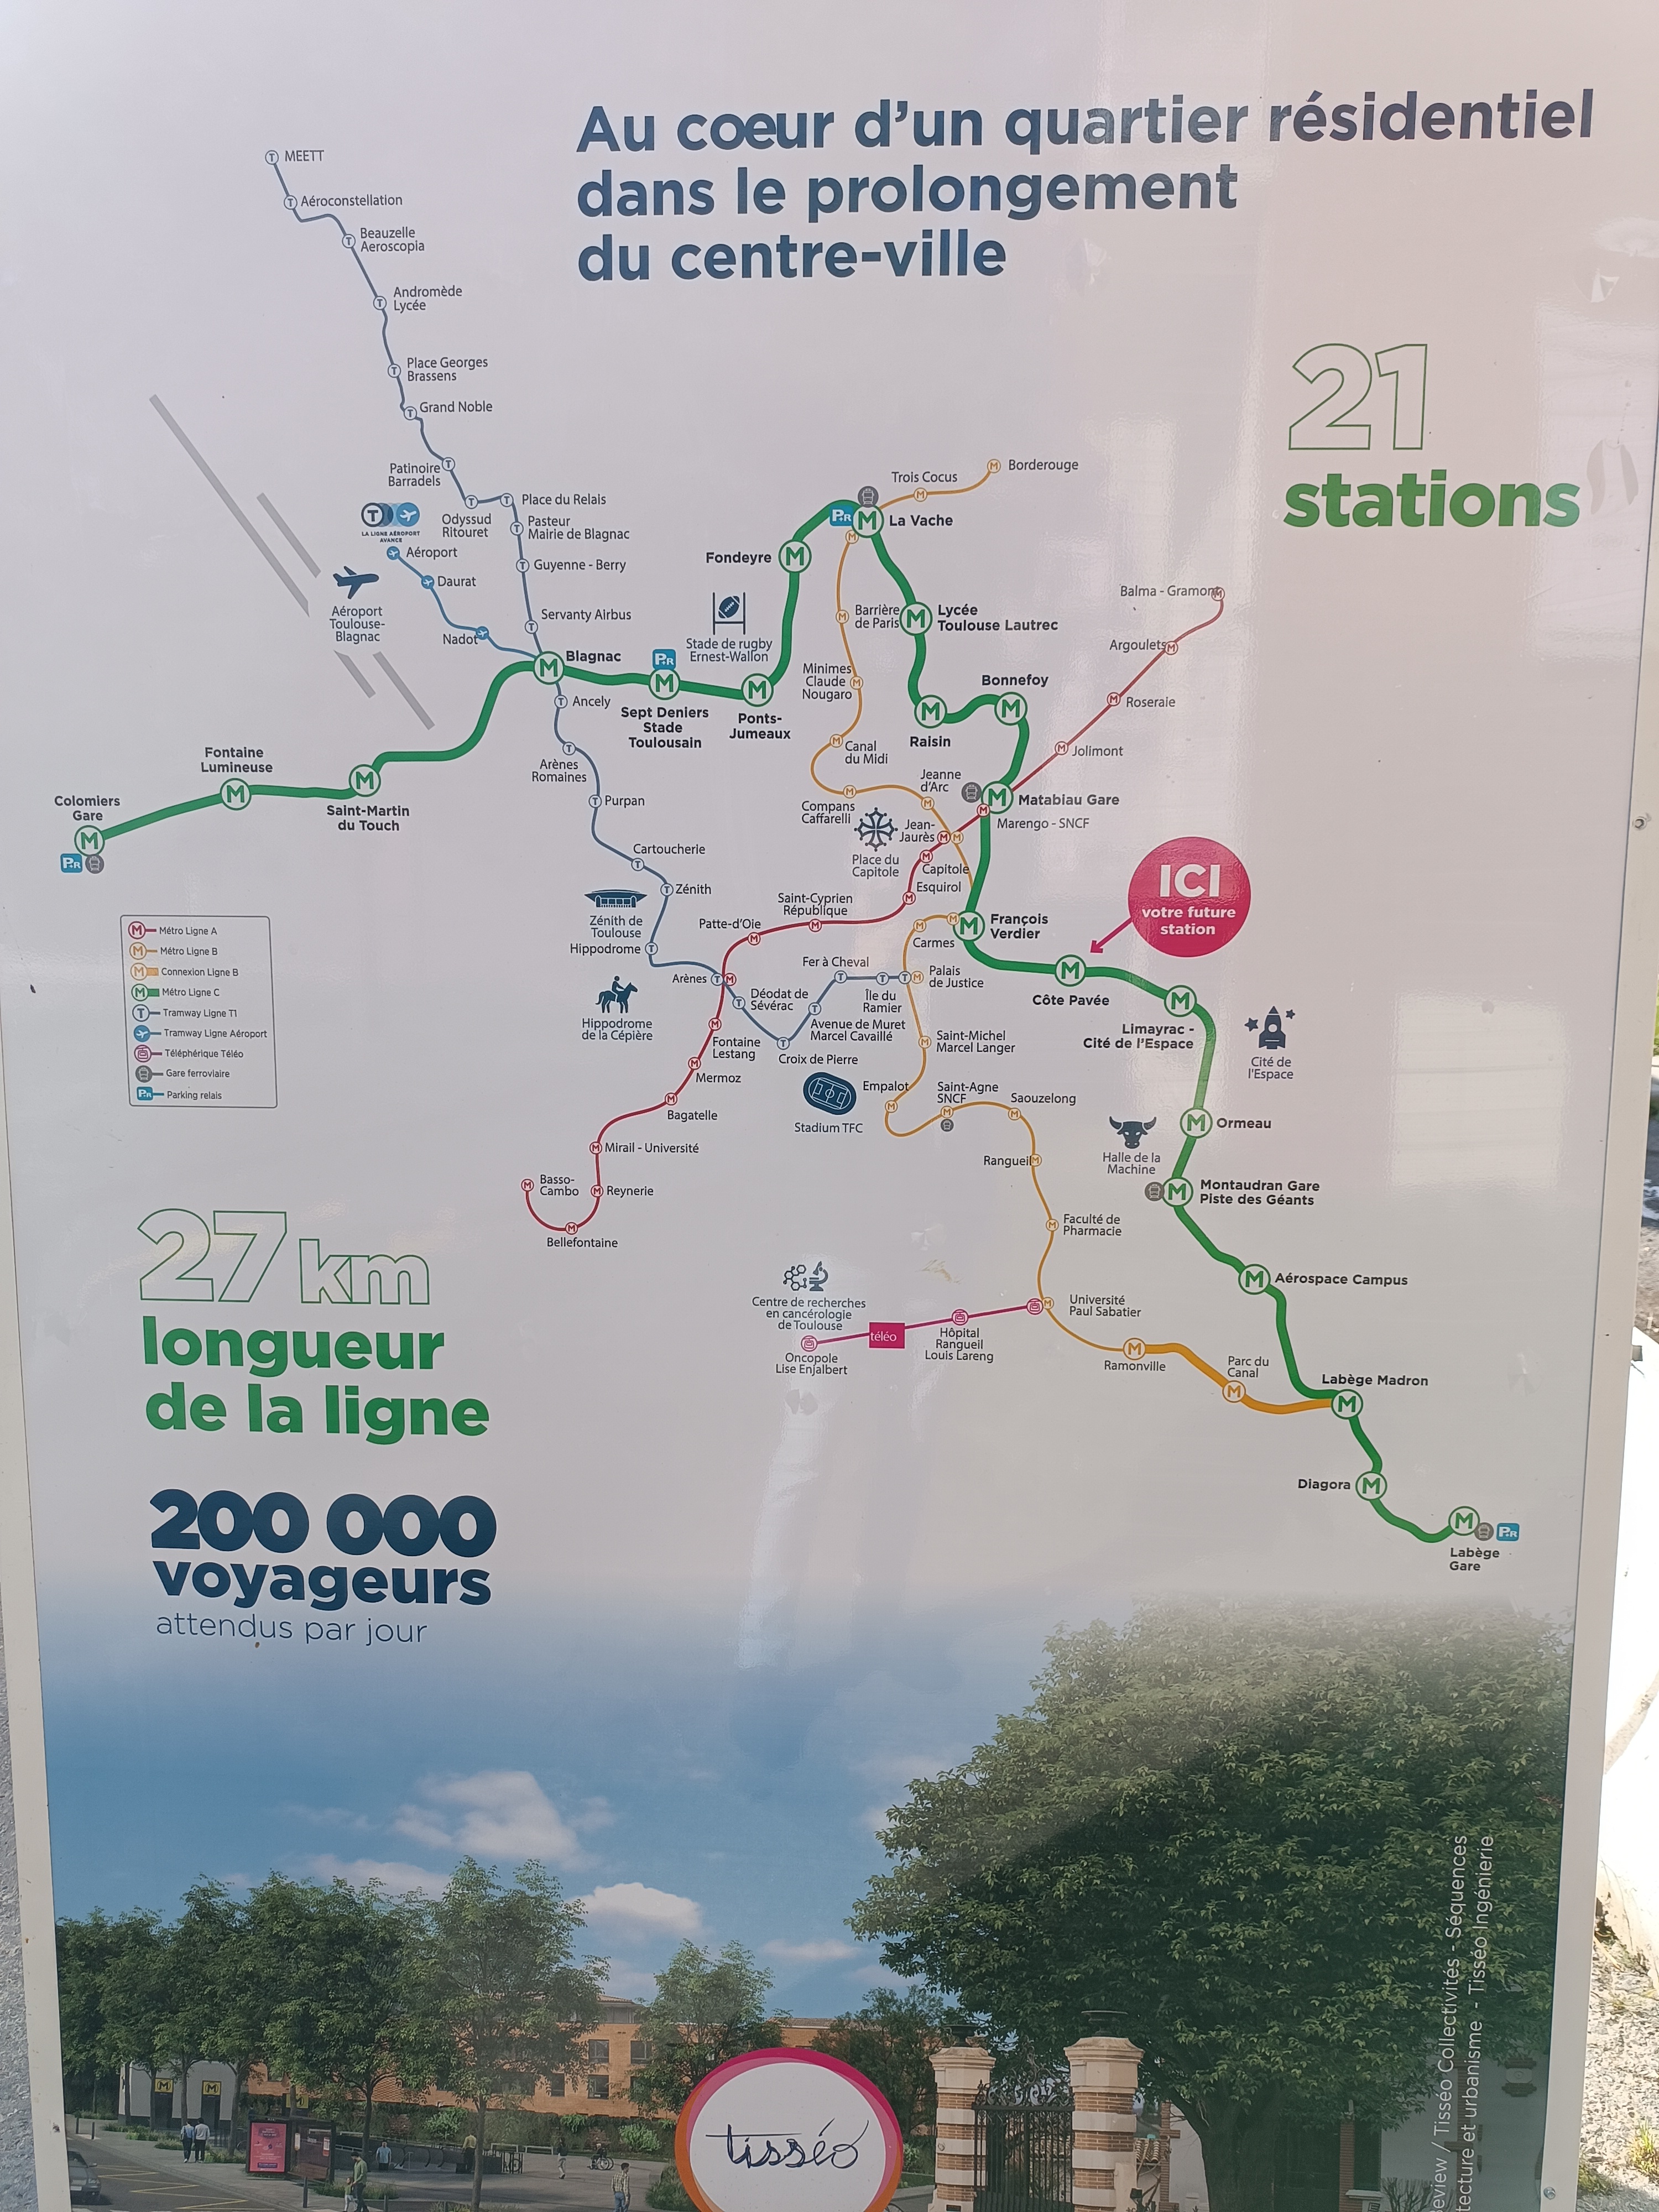 Au coeur d'un quartier résidentiel
dans le prolongement
du centre-ville
21
stations
MEETT
Aéroconstellation
Beauzelle
Aeroscopia
Andromède
Lycée
Place Georges
Brassens
Grand Noble
Patinoire
Barradels
Place du Relais
Odyssud
Ritouret
Pasteur
Mairie de Blagnac
LA LIGNE AÉROPORT
AVANCE
Aéroport
Guyenne - Berry
Daurat
Aéroport
Toulouse-
Blagnac
Servanty Airbus
Nadot
Blagnac
Ancely
Arènes
Romaines
Purpan
Cartoucherie
Zénith
Zénith de
Toulouse
Hippodrome
Arènes
Hippodrome
de la Cépière
Déodat de
Sévérac
Croix de Pierre
Avenue de Muret
Marcel Cavaillé
Fer à Cheval
Île du
Ramier
Palais
de Justice
Colomiers
Gare
P+R
Fontaine
Lumineuse
Saint-Martin
du Touch
P+R
Sept Deniers
Stade
Toulousain
Ponts-
Jumeaux
Stade de rugby
Ernest-Wallon
Fondeyre
P+R
La Vache
Trois Cocus
Borderouge
Barrière
de Paris
Lycée
Toulouse Lautrec
Minimes
Claude
Nougaro
Raisin
Bonnefoy
Canal
du Midi
Compans
Caffarelli
Jeanne
d'Arc
Matabiau Gare
Marengo - SNCF
Jean-
Jaurès
Place du
Capitole
Capitole
Esquirol
Balma - Gramont
Argoulets
Roseraie
Jolimont
Saint-Cyprien
République
Patte-d'Oie
Carmes
François
Verdier
ICI
votre future
station
Côte Pavée
Limayrac -
Cité de l'Espace
Cité de
l'Espace
Ormeau
Halle de la
Machine
Montaudran Gare
Piste des Géants
Aérospace Campus
Labège Madron
Diagora
Labège
Gare
P+R
Fontaine
Lestang
Mermoz
Bagatelle
Mirail - Université
Basso-
Cambo
Reynerie
Bellefontaine
Saint-Michel
Marcel Langer
Empalot
Stadium TFC
Saint-Agne
SNCF
Saouzelong
Rangueil
Faculté de
Pharmacie
Université
Paul Sabatier
Ramonville
Parc du
Canal
Centre de recherches
en cancérologie
de Toulouse
téléo
Oncopole
Lise Enjalbert
Hôpital
Rangueil
Louis Lareng
Métro Ligne A
Métro Ligne B
Connexion Ligne B
Métro Ligne C
Tramway Ligne T1
Tramway Ligne Aéroport
Téléphérique Téléo
Gare ferroviaire
P+R Parking relais
27 km
longueur
de la ligne
200 000
voyageurs
attendus par jour
tisséo
eview / Tisséo Collectivités - Séquences
tecture et urbanisme - Tisséo Ingénierie